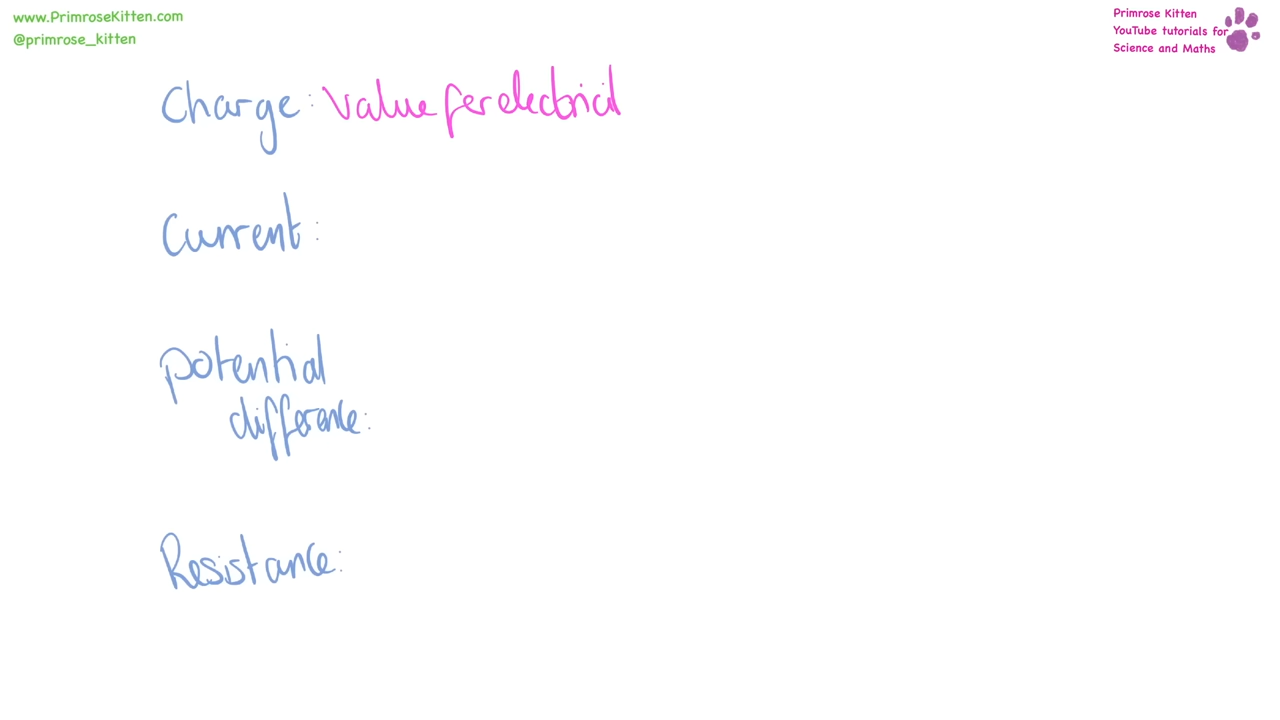 www.PrimroseKitten.com
@primrose_kitten
Primrose Kitten
YouTube tutorials for
Science and Maths
Charge: Value for electricit
Current:
potential
difference:
Resistance: